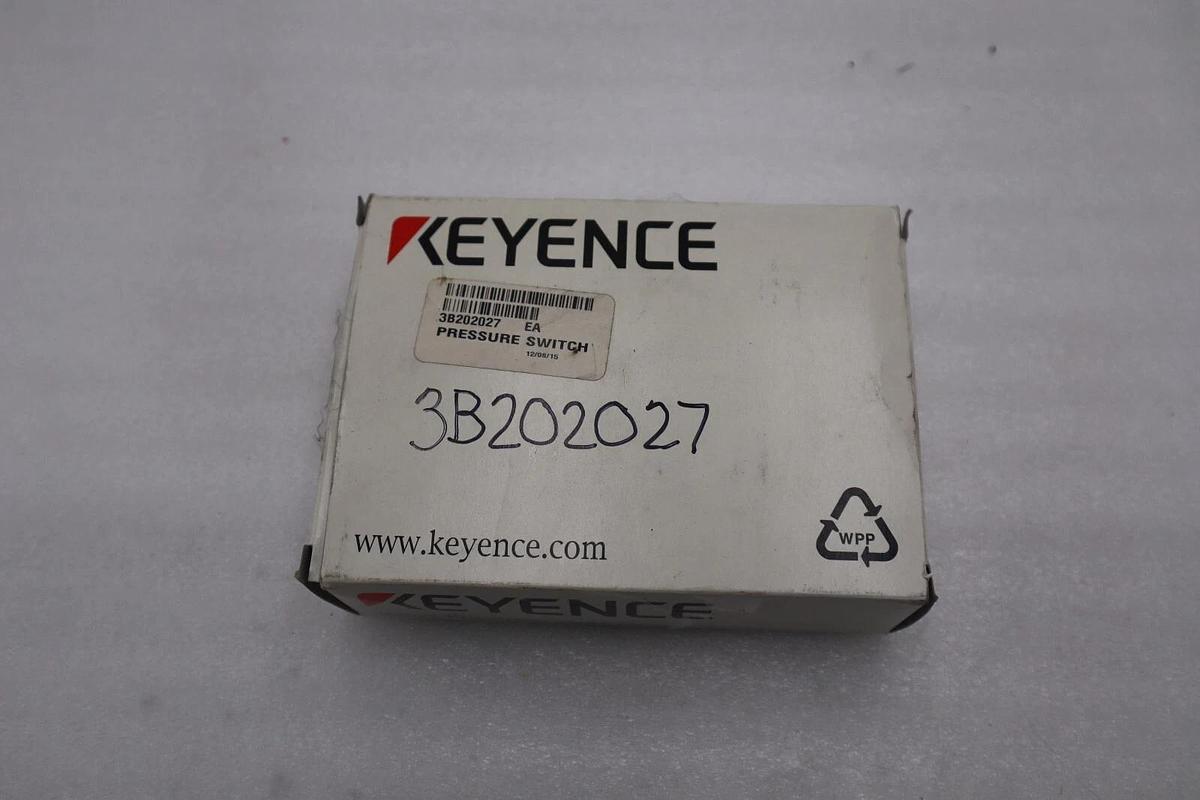 KEYENCE
3B202027 EA
PRESSURE SWITCH
12/08/15
3B202027
www.keyence.com
WPP
KEYENCE